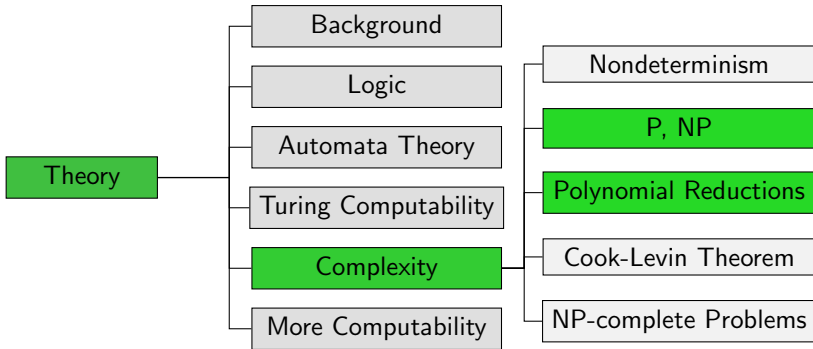 Theory
Background
Logic
Automata Theory
Turing Computability
Complexity
More Computability
Nondeterminism
P, NP
Polynomial Reductions
Cook-Levin Theorem
NP-complete Problems